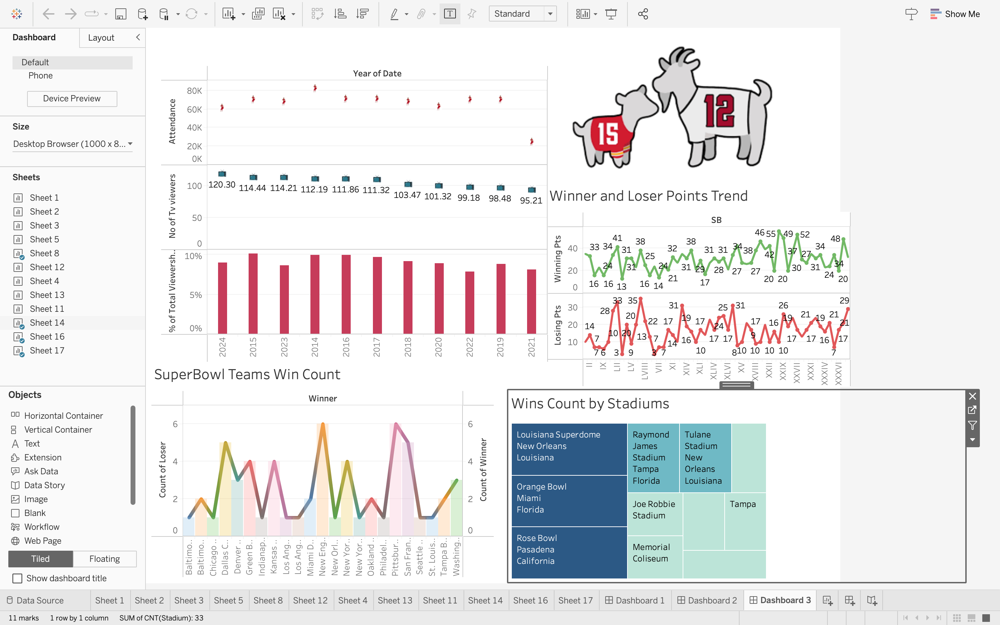 T
Standard
Show Me
Dashboard
Layout
Default
Phone
Device Preview
Size
Desktop Browser (1000 x 8...
Sheets
Sheet 1
Sheet 2
Sheet 3
Sheet 5
Sheet 8
Sheet 12
Sheet 4
Sheet 13
Sheet 11
Sheet 14
Sheet 16
Sheet 17
Objects
Horizontal Container
Vertical Container
Text
Extension
Ask Data
Data Story
Image
Blank
Workflow
Web Page
Tiled
Floating
Show dashboard title
Year of Date
Attendance
80K
60K
40K
20K
0K
No of Tv viewers
100
50
0
120.30 114.44 114.21 112.19 111.86 111.32 103.47 101.32 99.18 98.48 95.21
% of Total Viewersh..
10%
5%
0%
2024 2015 2023 2014 2016 2017 2018 2020 2022 2019 2021
15
12
Winner and Loser Points Trend
SB
Winning Pts
40
20
0
33 34 41 31 38 25 32 38 31 31 34 38 46 55 49 52 34 48
24 31 24 31 29 28 27 27 42 37 27 30 31 34
16 16 13 16 14 21 17 20 20 24 20
Losing Pts
30
20
10
14 28 33 35 20 22 31 19 17 25 31 17 16 26 19 21 19 21 29
7 10 20 13 7 17 14 16 17 24 17 9 17 17 16 21 17
7 6 3 9 3 7 10 8 10 10 10 10 7
II IX LII LV LVIII VII XI XIV XLI XLIV XLVI XV XVIII XXII XXIX XXVII XXXI XXXIV XXXVI
SuperBowl Teams Win Count
Winner
Count of Loser
6
4
2
0
Count of Winner
6
4
2
0
Baltimo..
Baltimo..
Chicago ..
Dallas C..
Denver ..
Green B..
Indianap..
Kansas ..
Los Ang..
Los Ang..
Miami D..
New Eng..
New Orl..
New Yor..
New Yor..
Oakland ..
Philadel..
Pittsbur..
San Fran..
Seattle ..
St. Louis..
Tampa B..
Washing..
Wins Count by Stadiums
Louisiana Superdome
New Orleans
Louisiana
Orange Bowl
Miami
Florida
Rose Bowl
Pasadena
California
Raymond
James
Stadium
Tampa
Florida
Tulane
Stadium
New
Orleans
Louisiana
Joe Robbie
Stadium
Memorial
Coliseum
Tampa
Data Source
Sheet 1
Sheet 2
Sheet 3
Sheet 5
Sheet 8
Sheet 12
Sheet 4
Sheet 13
Sheet 11
Sheet 14
Sheet 16
Sheet 17
Dashboard 1
Dashboard 2
Dashboard 3
11 marks
1 row by 1 column
SUM of CNT(Stadium): 33